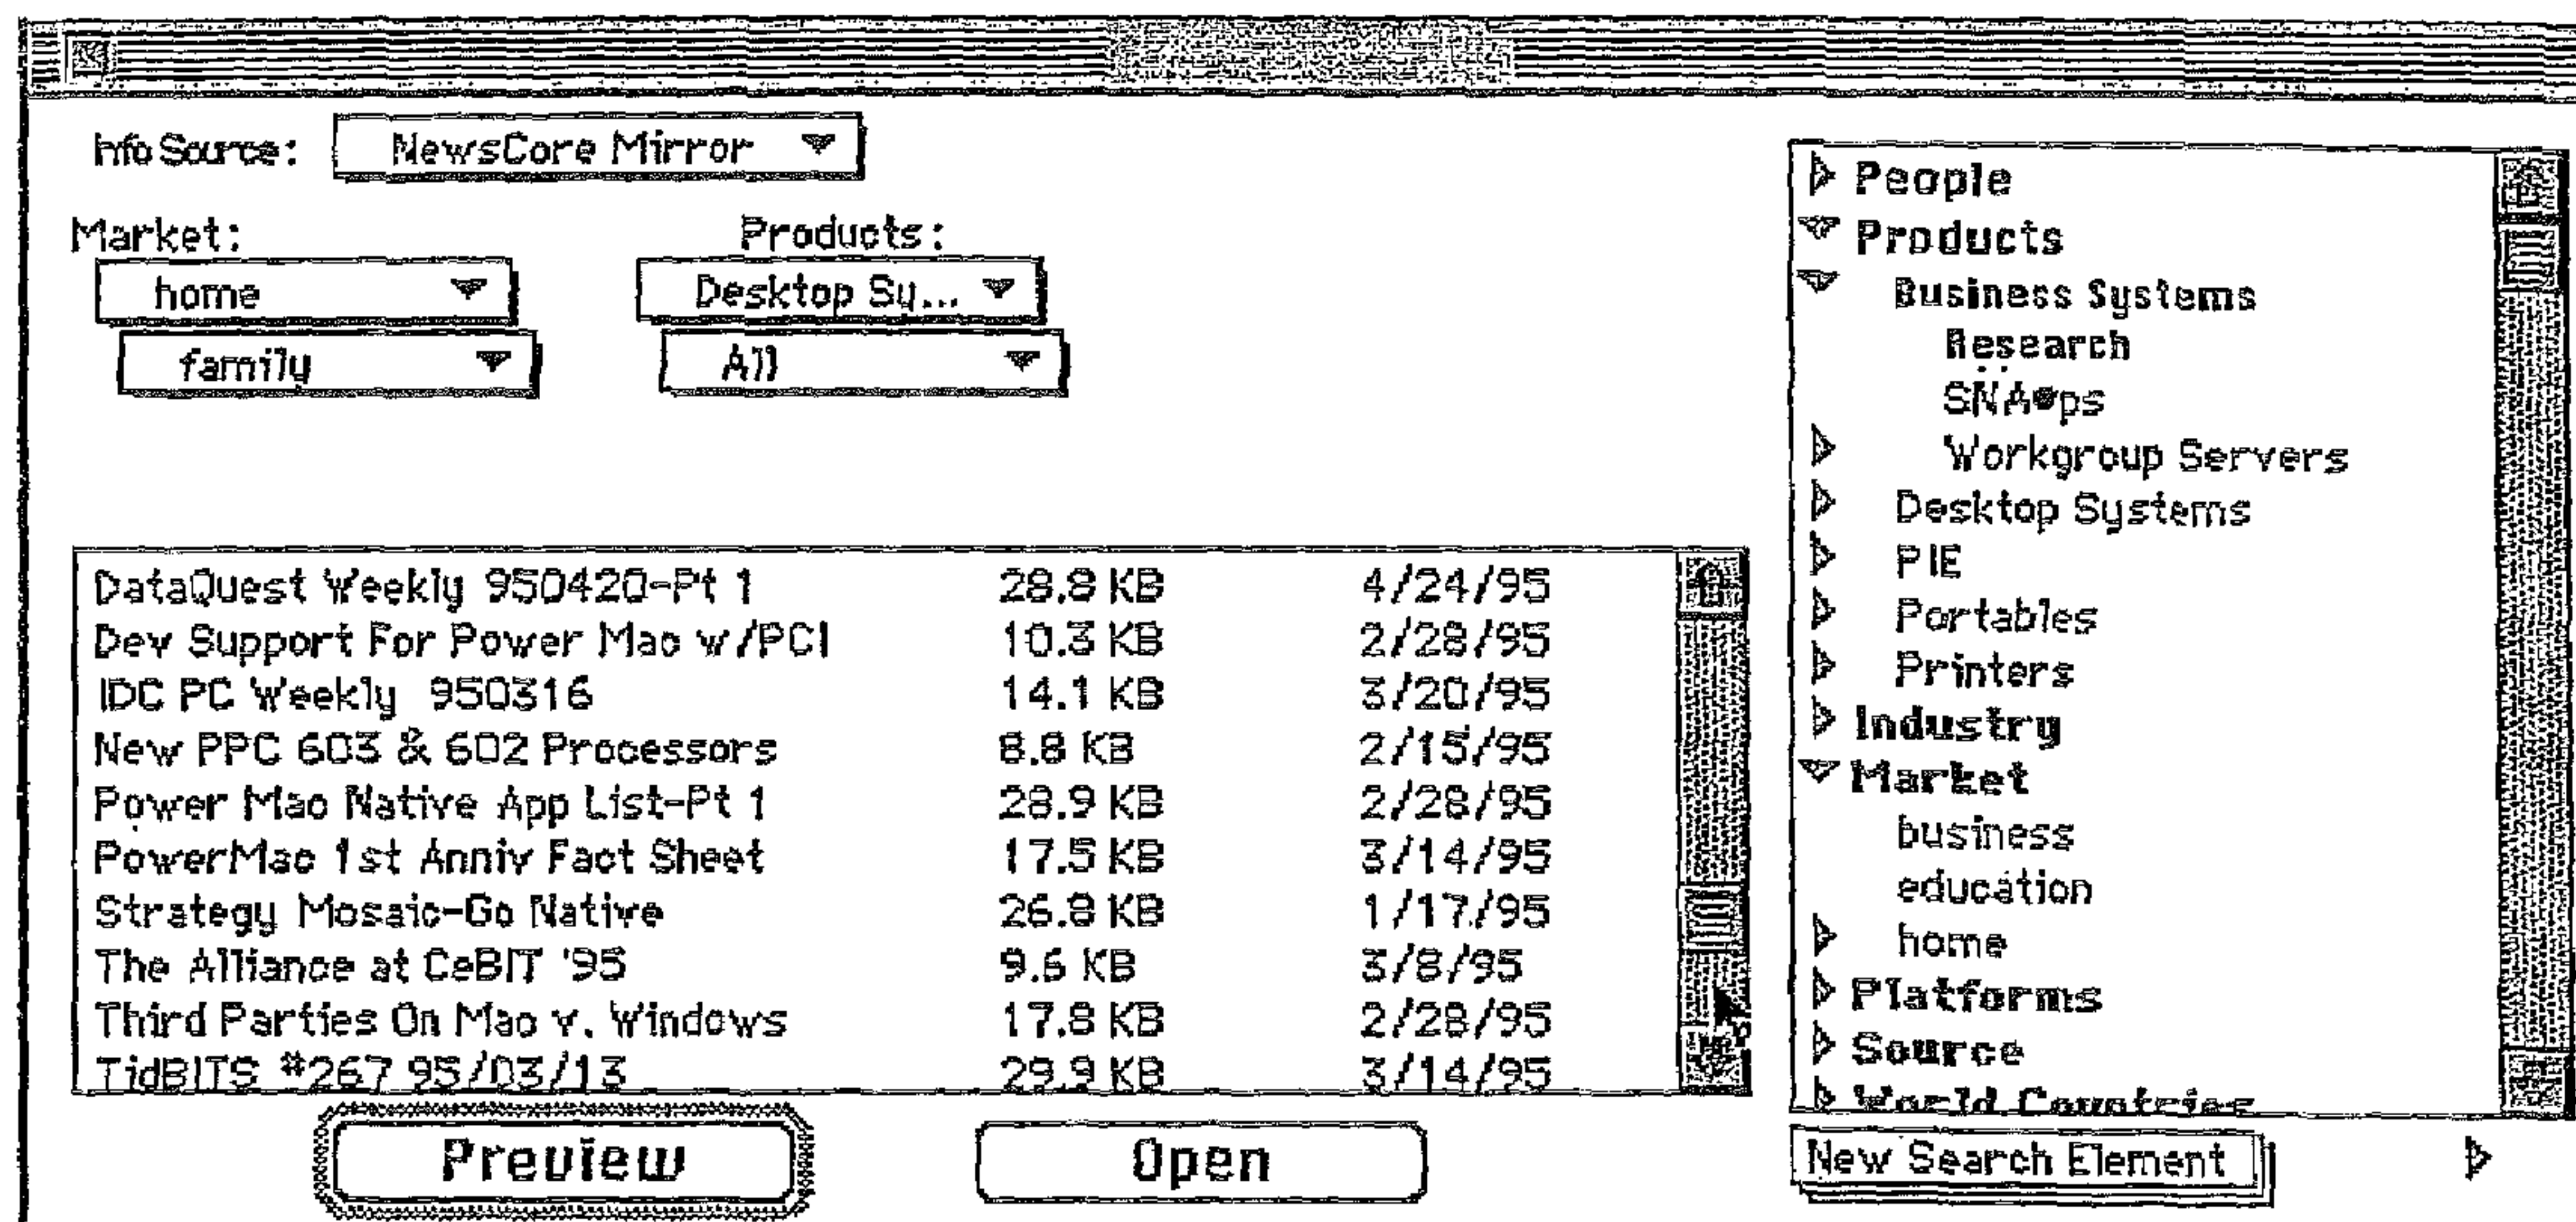 Info Source: NewsCore Mirror
Market: Products:
home Desktop Sy...
family All
DataQuest Weekly 950420-Pt 1 28.8 KB 4/24/95
Dev Support For Power Mac w/PCI 10.3 KB 2/28/95
IDC PC Weekly 950316 14.1 KB 3/20/95
New PPC 603 & 602 Processors 8.8 KB 2/15/95
Power Mac Native App List-Pt 1 28.9 KB 2/28/95
PowerMac 1st Anniv Fact Sheet 17.5 KB 3/14/95
Strategy Mosaic-Go Native 26.8 KB 1/17/95
The Alliance at CeBIT '95 9.6 KB 3/8/95
Third Parties On Mac v. Windows 17.8 KB 2/28/95
TidBITS #267 95/03/13 29.9 KB 3/14/95
Preview Open
People
Products
Business Systems
Research
SNA•ps
Workgroup Servers
Desktop Systems
PIE
Portables
Printers
Industry
Market
business
education
home
Platforms
Source
World Countries
New Search Element